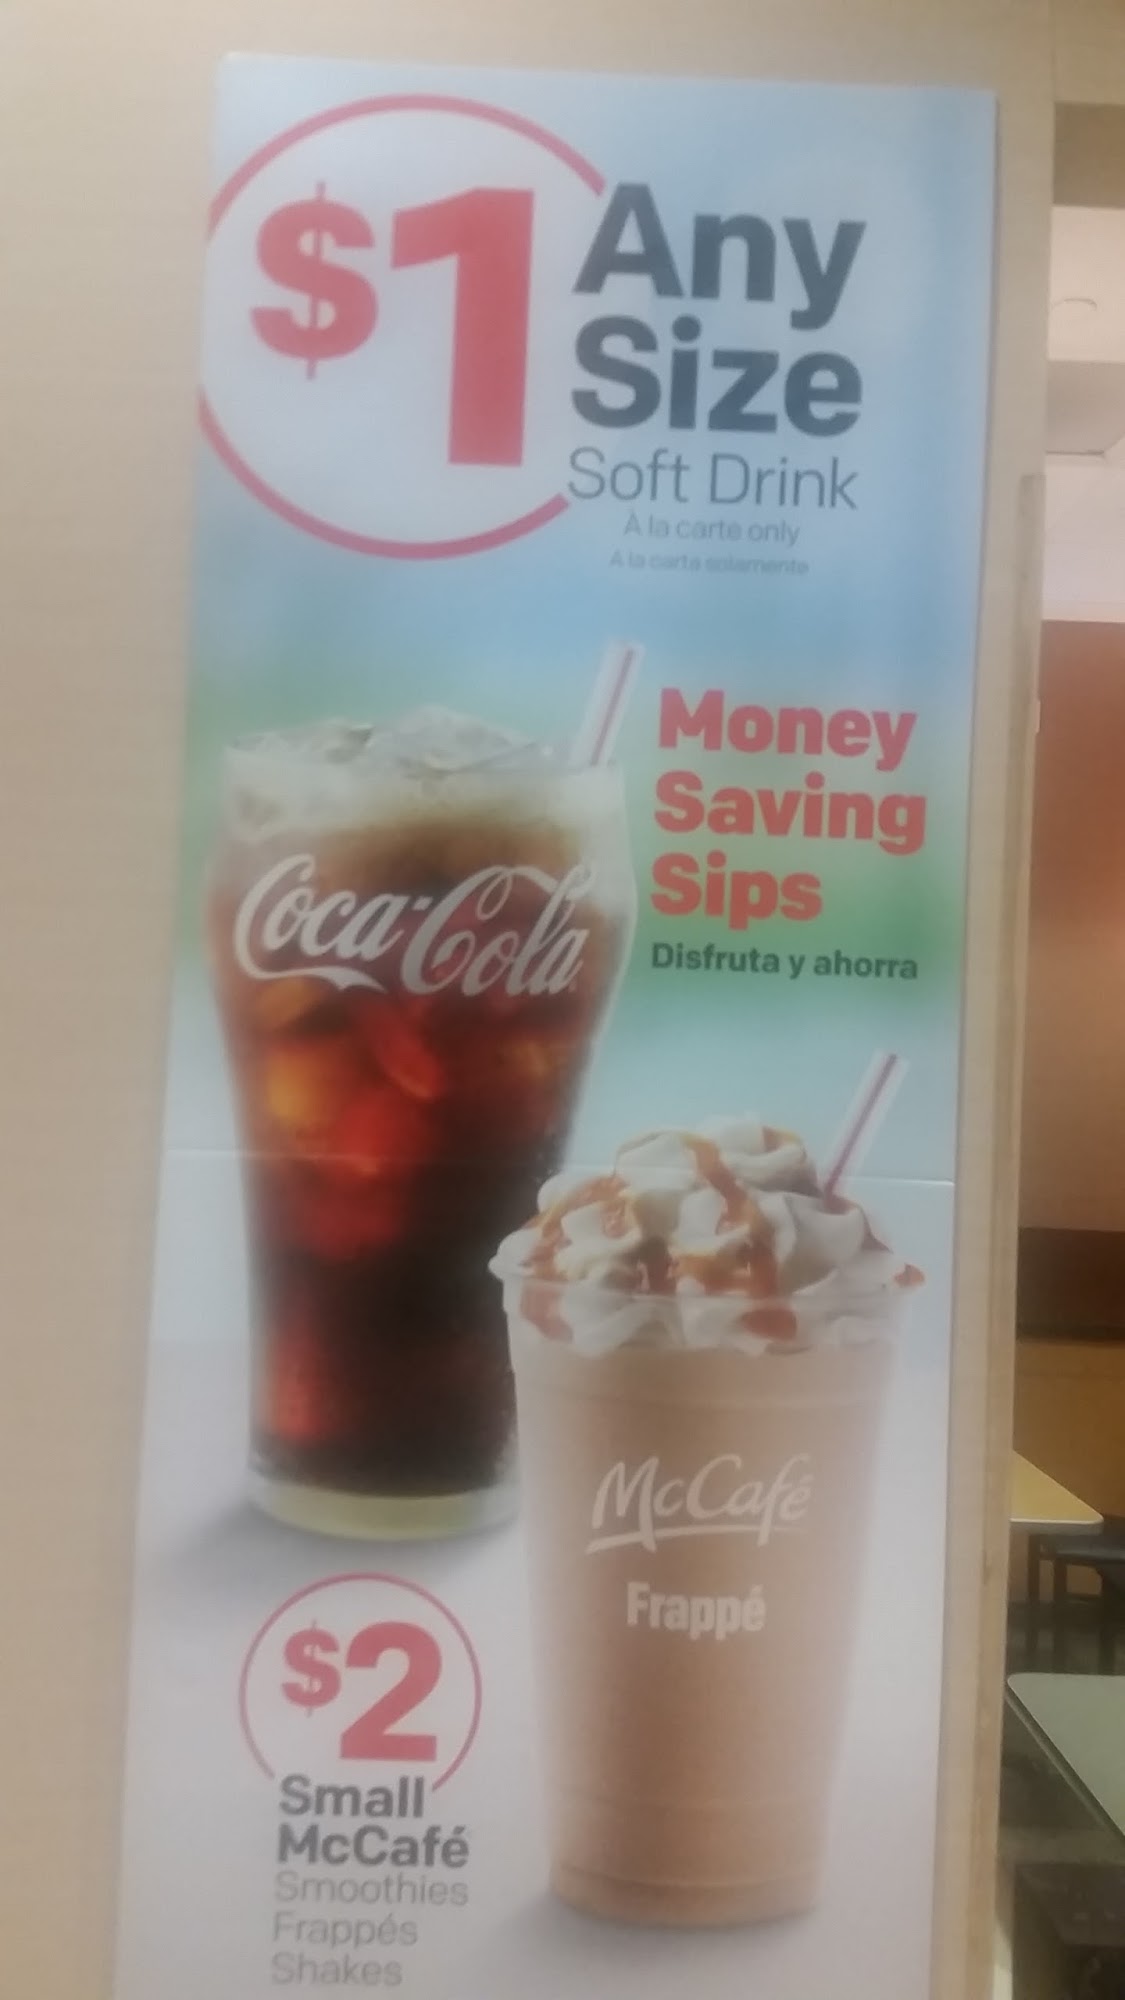 $1
Any
Size
Soft Drink
À la carte only
A la carta solamente
Money
Saving
Sips
Disfruta y ahorra
Coca-Cola
McCafé
Frappé
$2
Small
McCafé
Smoothies
Frappés
Shakes